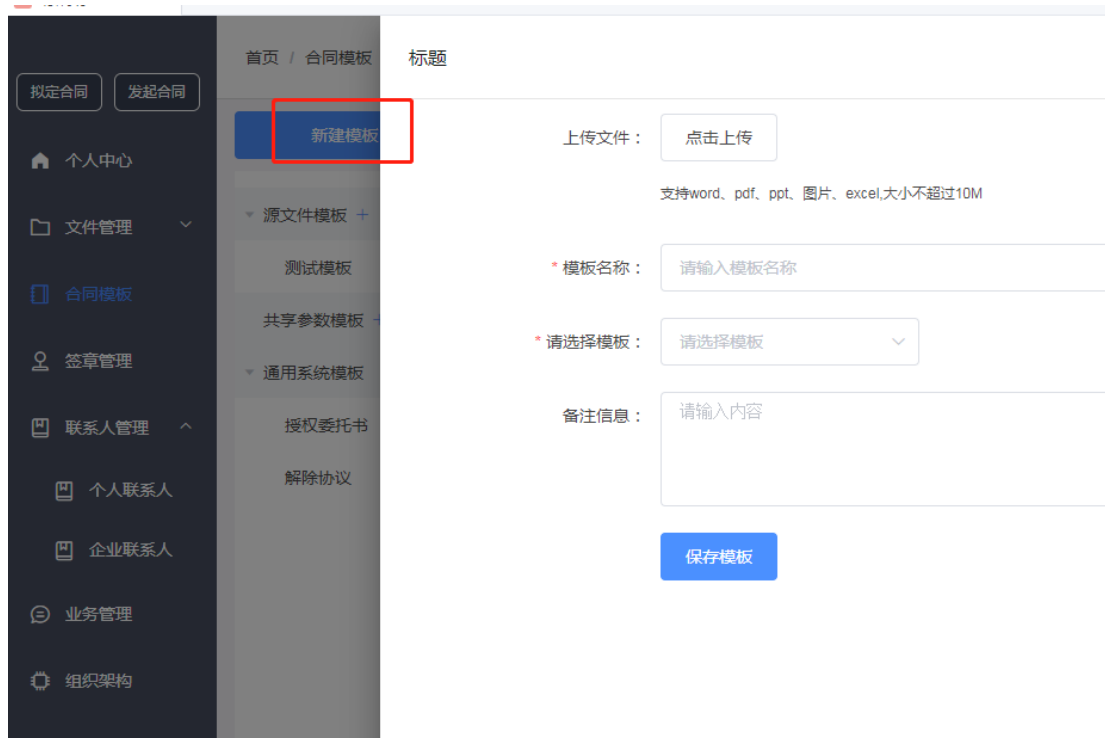 首页 / 合同模板
标题
拟定合同
发起合同
新建模板
个人中心
文件管理
合同模板
签章管理
联系人管理
个人联系人
企业联系人
业务管理
组织架构
源文件模板 +
测试模板
共享参数模板 +
通用系统模板
授权委托书
解除协议
上传文件：
点击上传
支持word、pdf、ppt、图片、excel,大小不超过10M
* 模板名称：
请输入模板名称
* 请选择模板：
请选择模板
备注信息：
请输入内容
保存模板